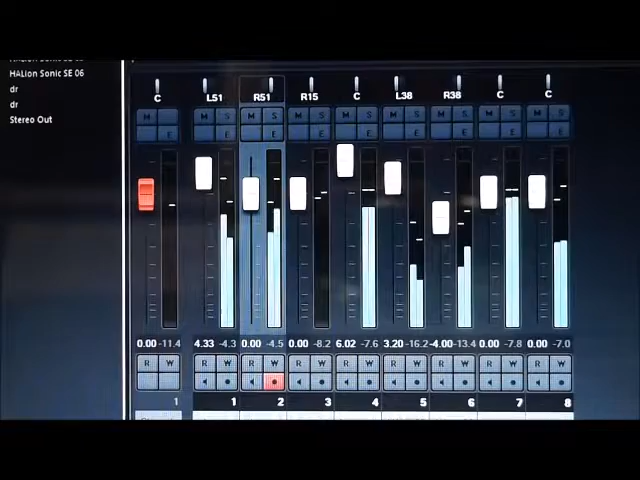 HALion Sonic SE 06
dr
dr
Stereo Out
C L51 R51 R15 C L38 R38 C C
M S M S M S M S M S M S M S M S
E E E E E E E E
0.00 -11.4 4.33 -4.3 0.00 -4.5 0.00 -8.2 6.02 -7.6 3.20 -16.2 -4.00 -13.4 0.00 -7.8 0.00 -7.0
R W R W R W R W R W R W R W R W R W
1 1 2 3 4 5 6 7 8